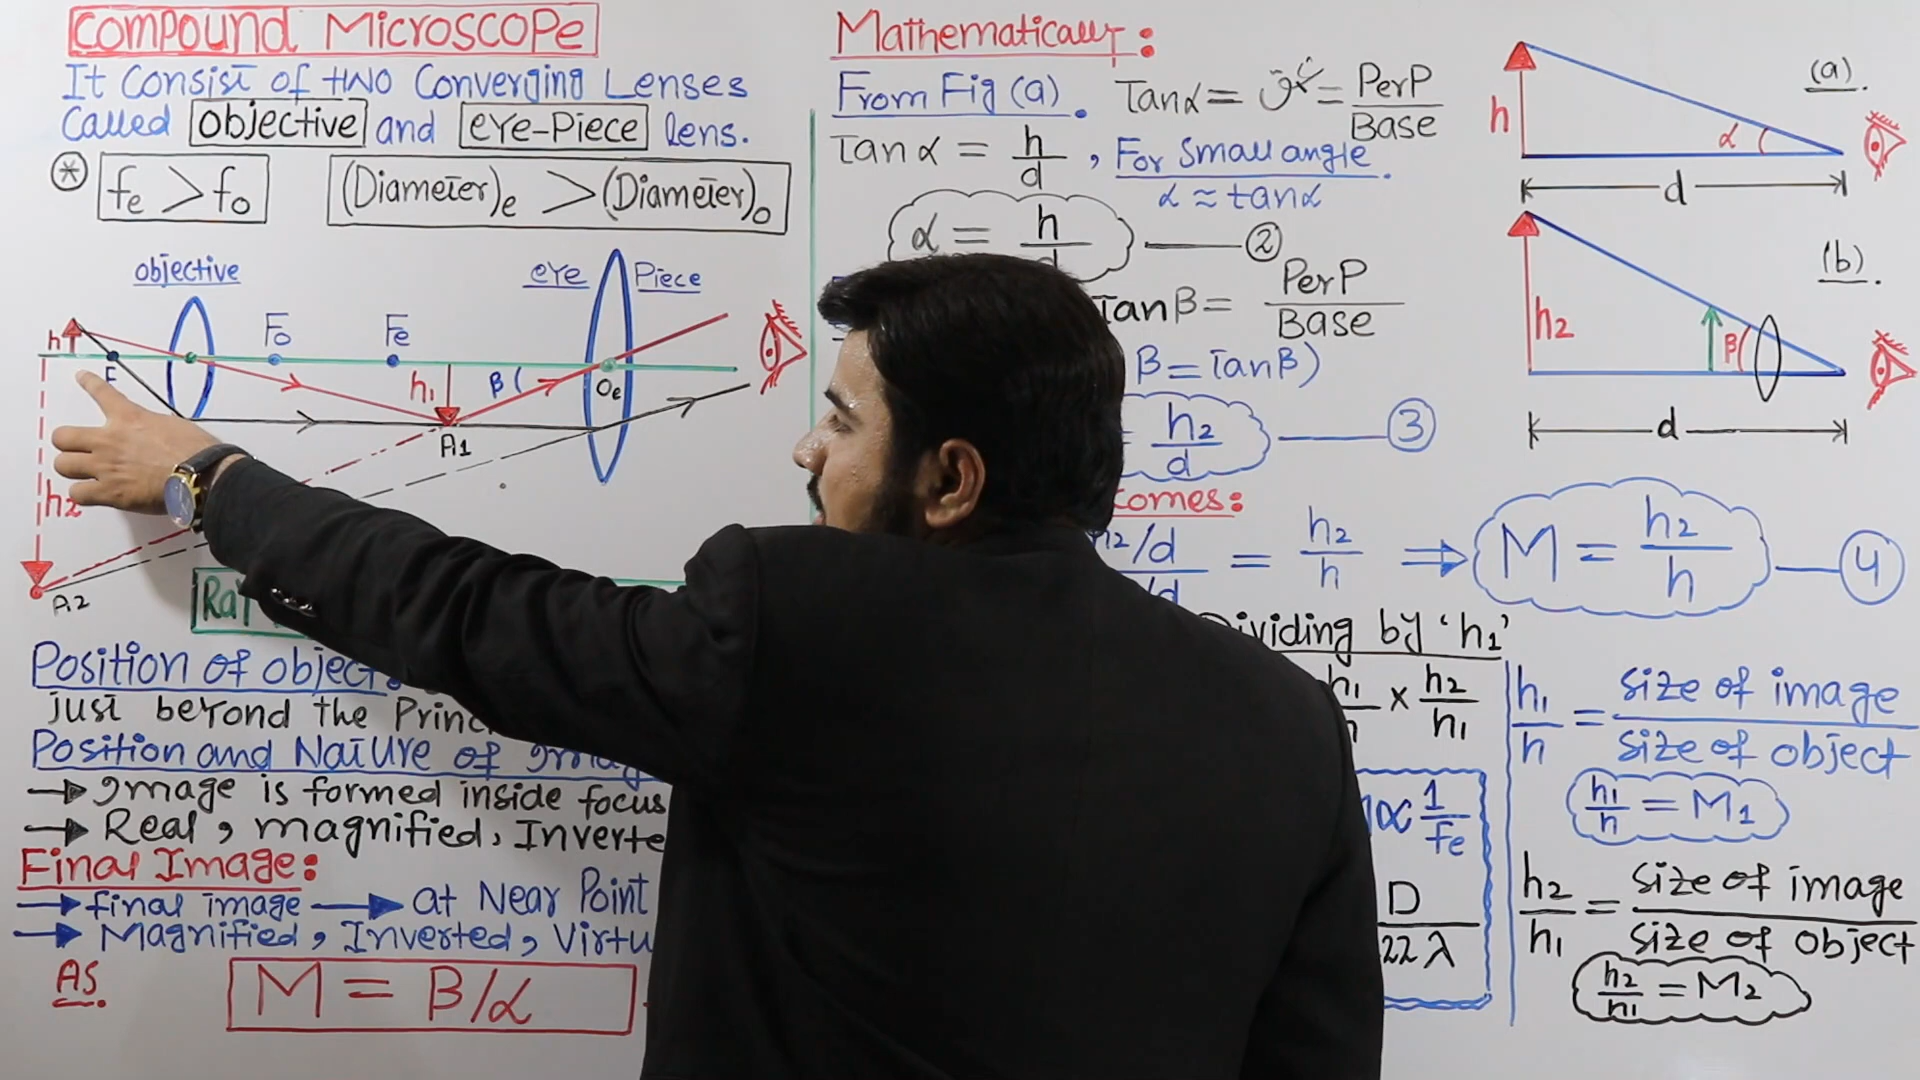 Compound Microscope
It Consist of two Converging Lenses
Called objective and eye-Piece lens.
* fe > fo (Diameter)e > (Diameter)o
objective
eye Piece
h
F
Fo
Fe
h1
β
Oe
A1
h2
A2
Ray
Position of object:
just beyond the Princ
Position and Nature of Image
→ Image is formed inside focus
→ Real, magnified, Inverte
Final Image:
→ final image → at Near Point
→ Magnified, Inverted, Virtu
As. M = β/α
Mathematically:
From Fig (a). Tanα = = PerP/Base
Tan α = h/d, For small angle.
α ≈ tanα
α = h/d — ②
Tanβ = PerP/Base
β = Tanβ)
= h2/d — ③
comes:
h2/d = h2/h ⇒ M = h2/h — ④
/d
Dividing by 'h1'
h1/h × h2/h1
∝ 1/fe
D
22 λ
(a).
h
α
d
(b).
h2
β
d
h1/h = size of image/size of object
h1/h = M1
h2/h1 = size of image/size of object
h2/h1 = M2